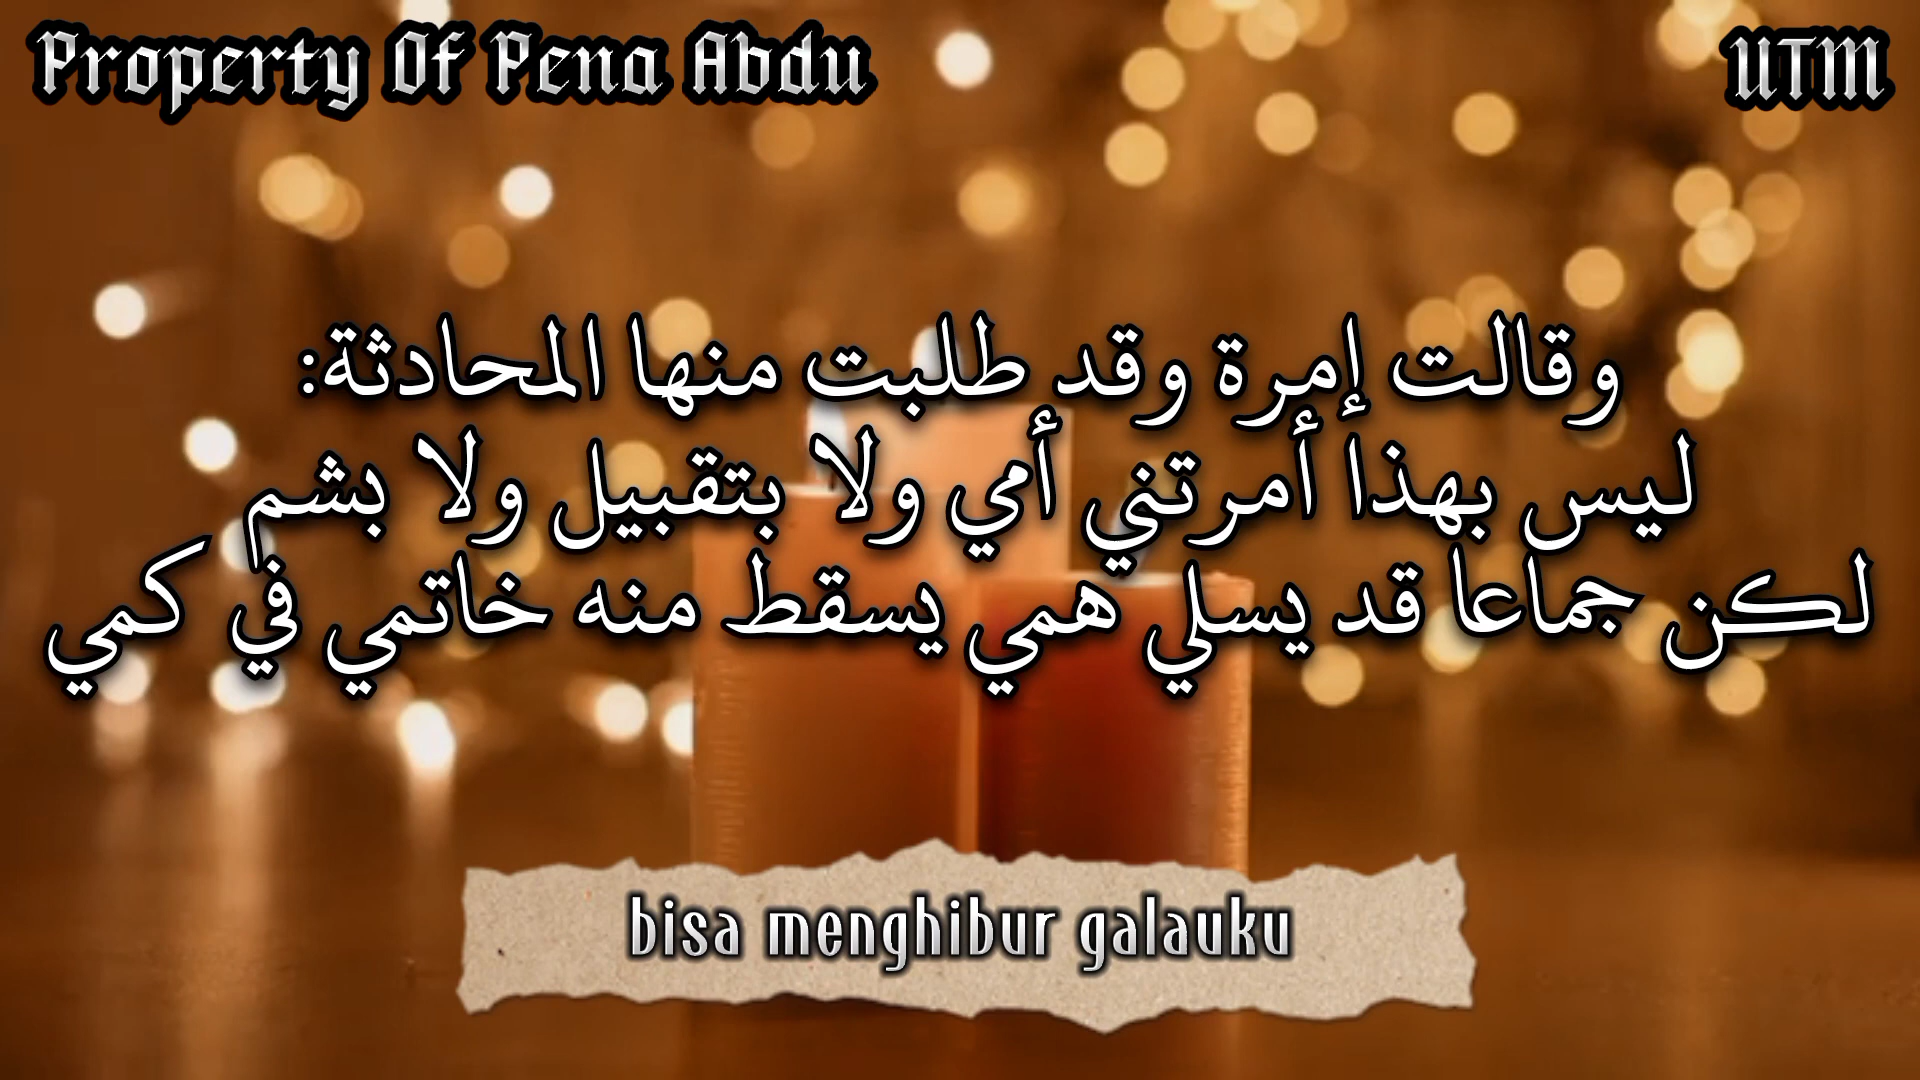 Property Of Pena Abdu
UTM
وقالت إمرة وقد طلبت منها المحادثة:
ليس بهذا أمرتني أمي ولا بتقبيل ولا بشم
لكن جماعا قد يسلي همي يسقط منه خاتمي في كمي
bisa menghibur galauku